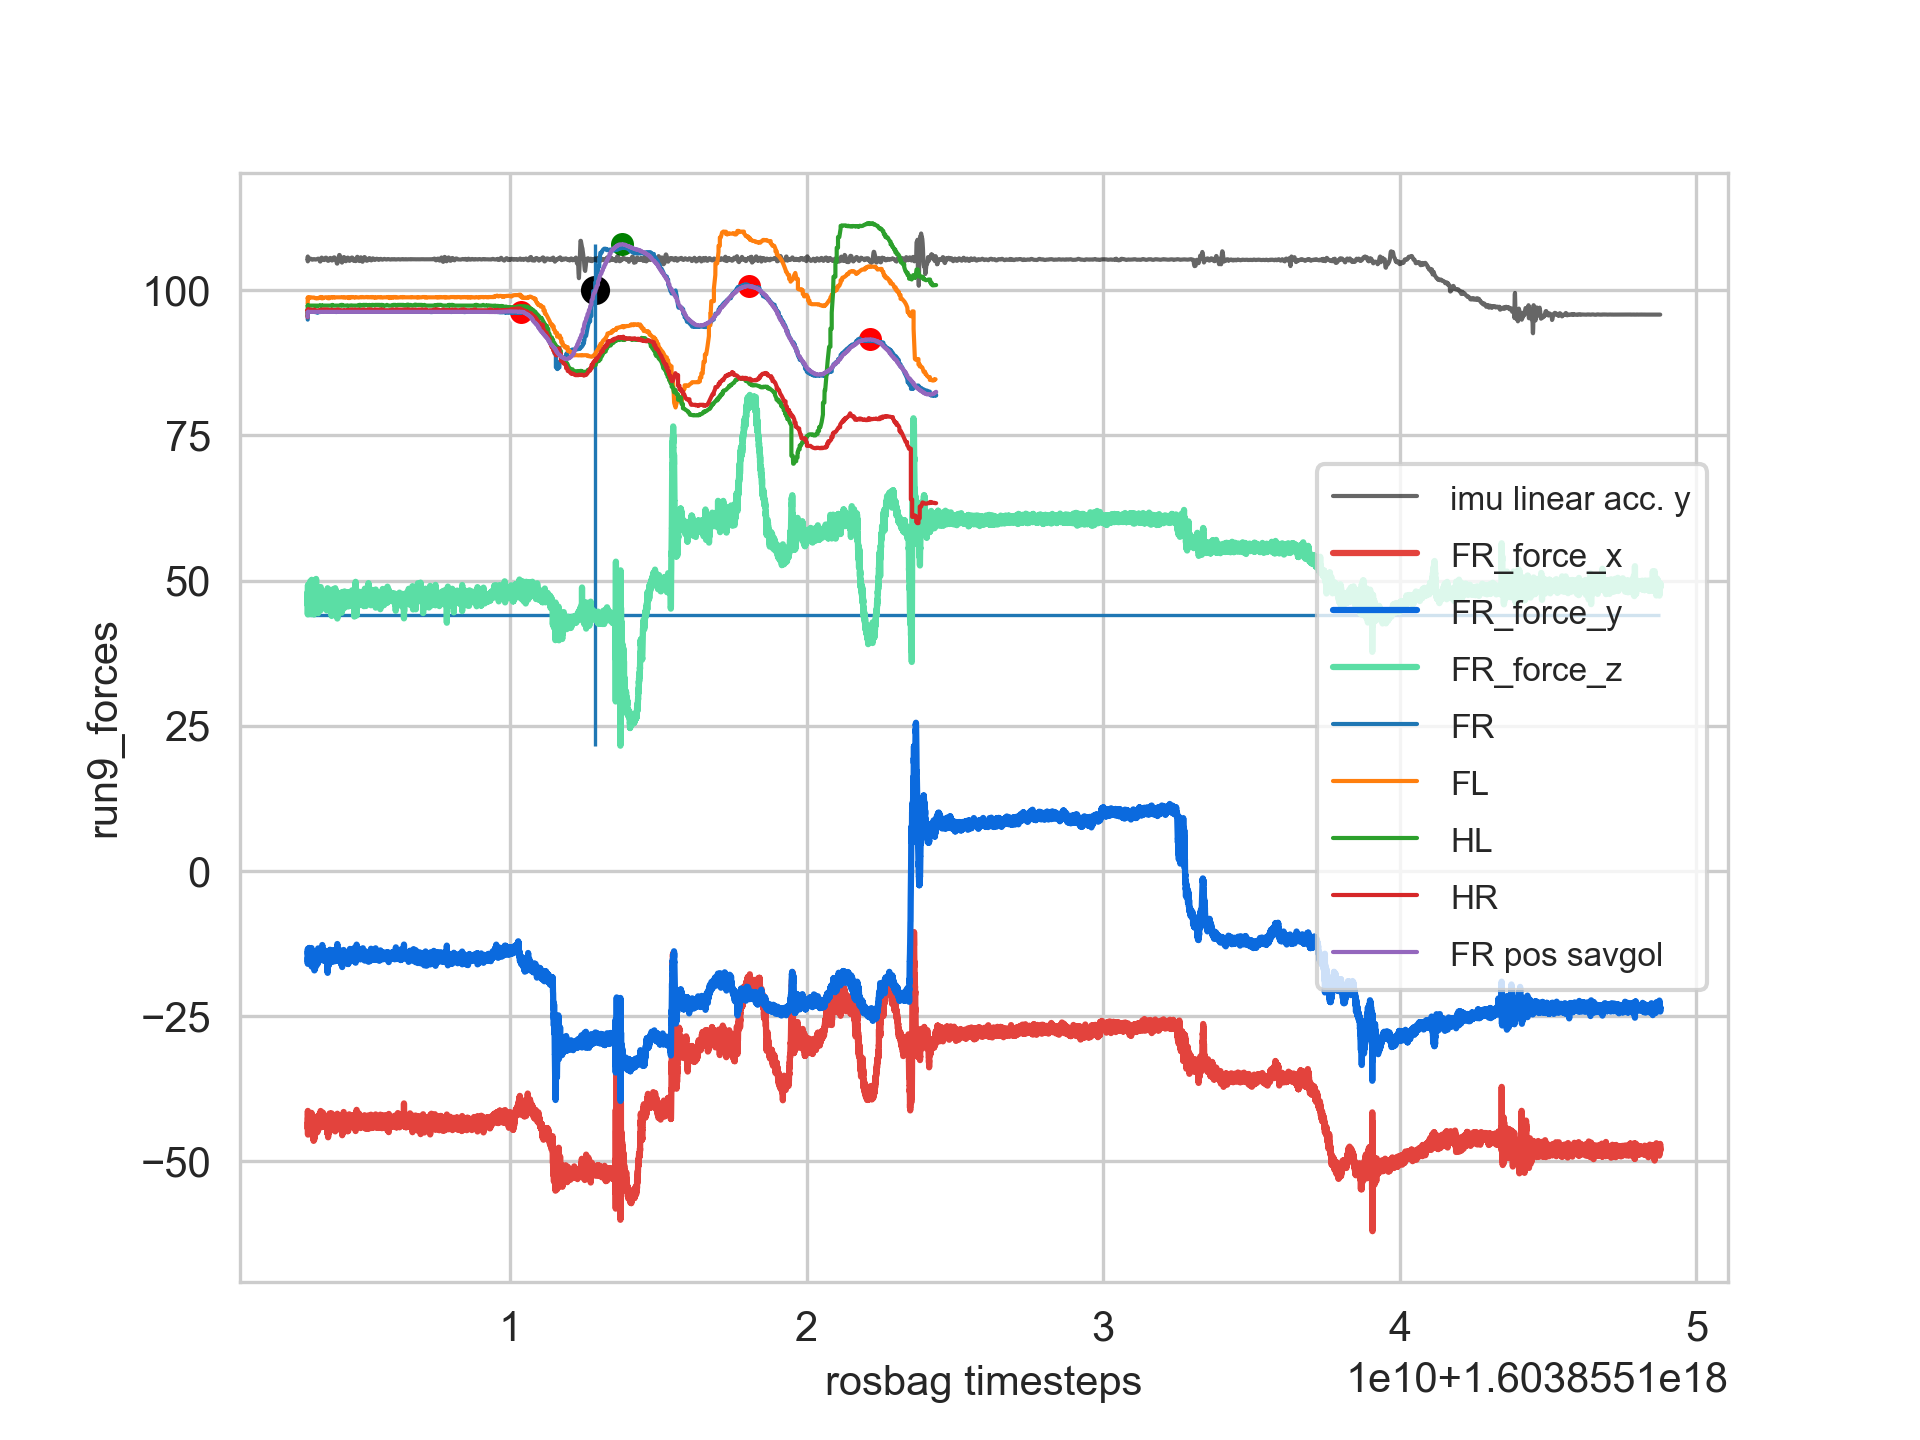 100
75
50
25
0
−25
−50
run9_forces
imu linear acc. y
FR_force_x
FR_force_y
FR_force_z
FR
FL
HL
HR
FR pos savgol
1 2 3 4 5
rosbag timesteps
1e10+1.6038551e18